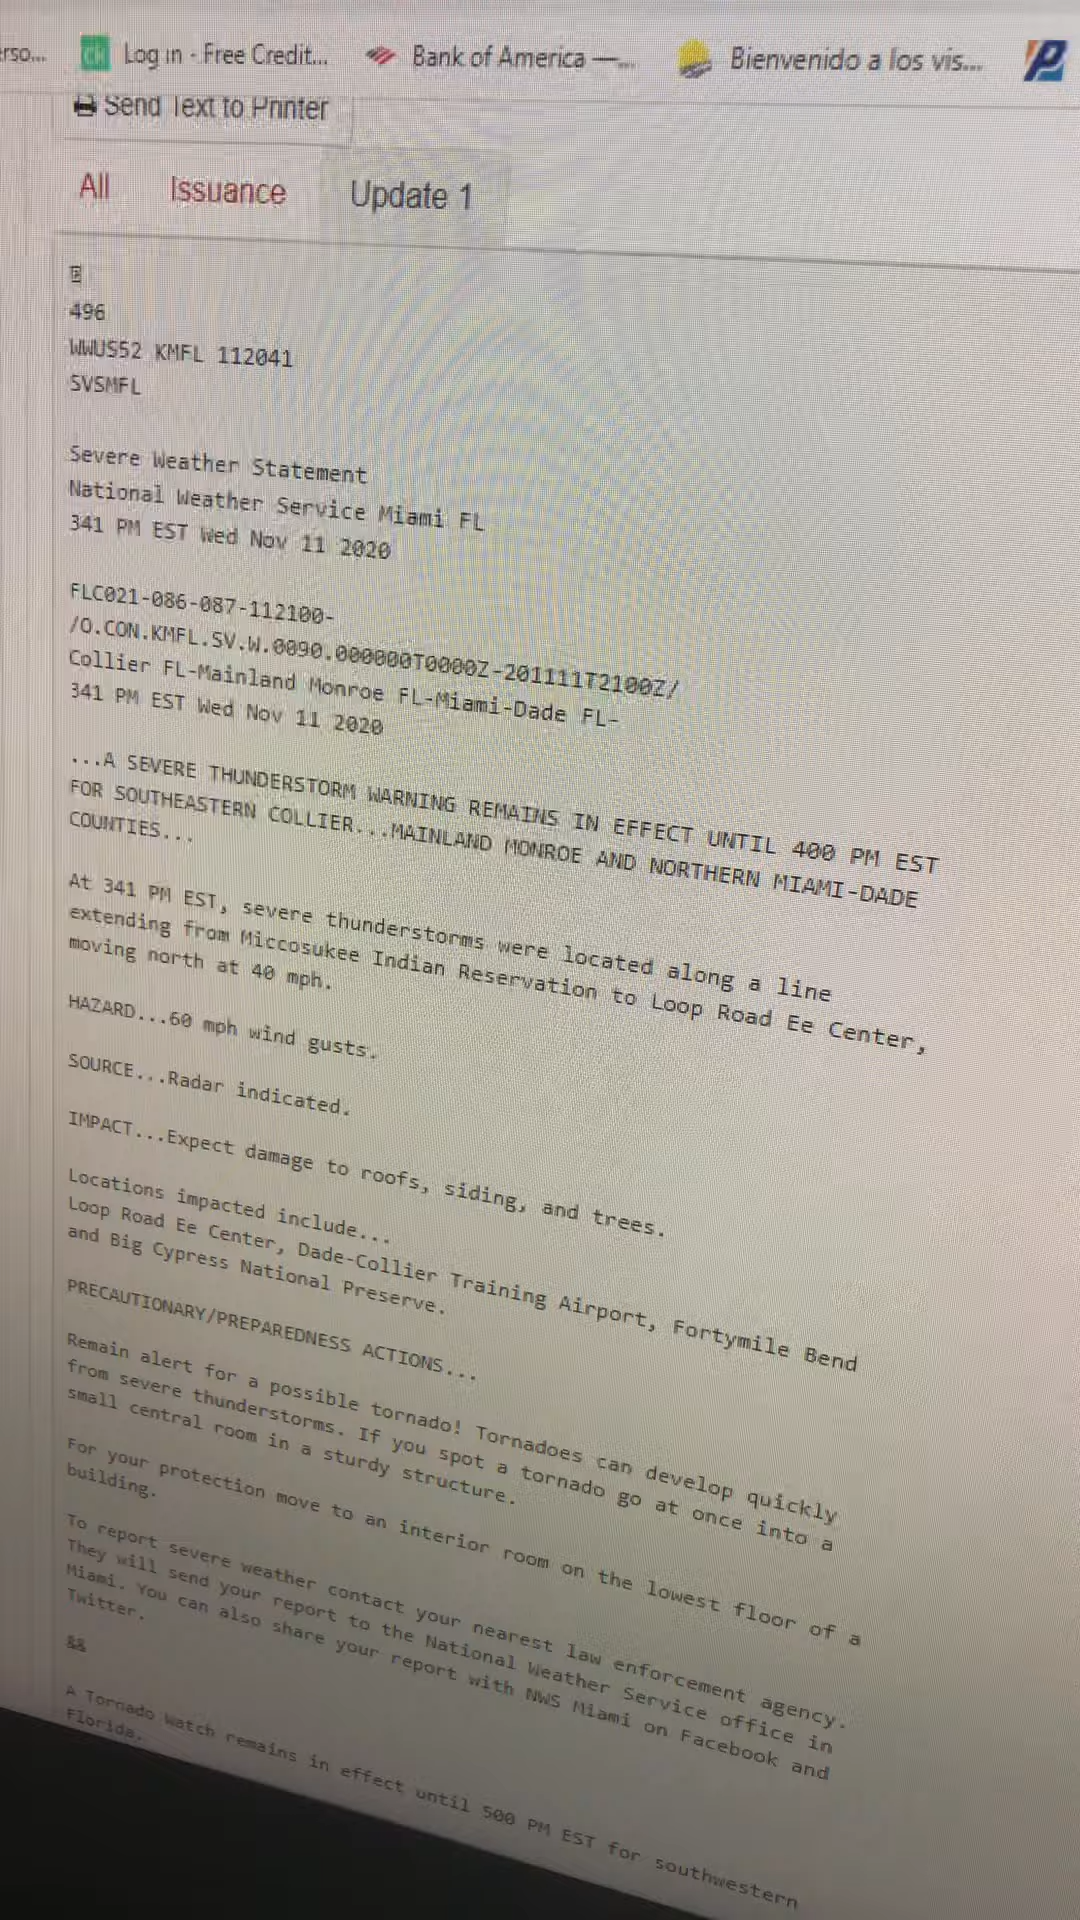 erso...
ck Log in - Free Credit...
Bank of America —...
Bienvenido a los vis...
P
Send Text to Printer
All Issuance Update 1
496
WWUS52 KMFL 112041
SVSMFL
Severe Weather Statement
National Weather Service Miami FL
341 PM EST Wed Nov 11 2020
FLC021-086-087-112100-
/O.CON.KMFL.SV.W.0090.000000T0000Z-201111T2100Z/
Collier FL-Mainland Monroe FL-Miami-Dade FL-
341 PM EST Wed Nov 11 2020
...A SEVERE THUNDERSTORM WARNING REMAINS IN EFFECT UNTIL 400 PM EST
FOR SOUTHEASTERN COLLIER...MAINLAND MONROE AND NORTHERN MIAMI-DADE
COUNTIES...
At 341 PM EST, severe thunderstorms were located along a line
extending from Miccosukee Indian Reservation to Loop Road Ee Center,
moving north at 40 mph.
HAZARD...60 mph wind gusts.
SOURCE...Radar indicated.
IMPACT...Expect damage to roofs, siding, and trees.
Locations impacted include...
Loop Road Ee Center, Dade-Collier Training Airport, Fortymile Bend
and Big Cypress National Preserve.
PRECAUTIONARY/PREPAREDNESS ACTIONS...
Remain alert for a possible tornado! Tornadoes can develop quickly
from severe thunderstorms. If you spot a tornado go at once into a
small central room in a sturdy structure.
For your protection move to an interior room on the lowest floor of a
building.
To report severe weather contact your nearest law enforcement agency.
They will send your report to the National Weather Service office in
Miami. You can also share your report with NWS Miami on Facebook and
Twitter.
&&
A Tornado Watch remains in effect until 500 PM EST for southwestern
Florida.